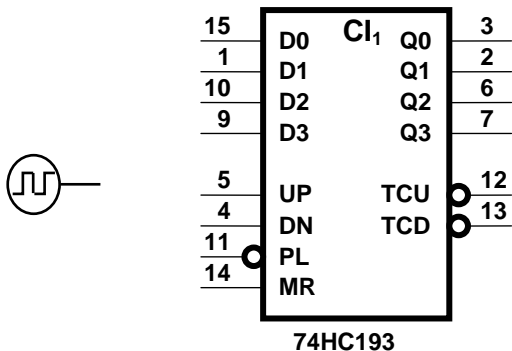 15 D0 CI1 Q0 3
1 D1 Q1 2
10 D2 Q2 6
9 D3 Q3 7
5 UP TCU 12
4 DN TCD 13
11 PL
14 MR
74HC193